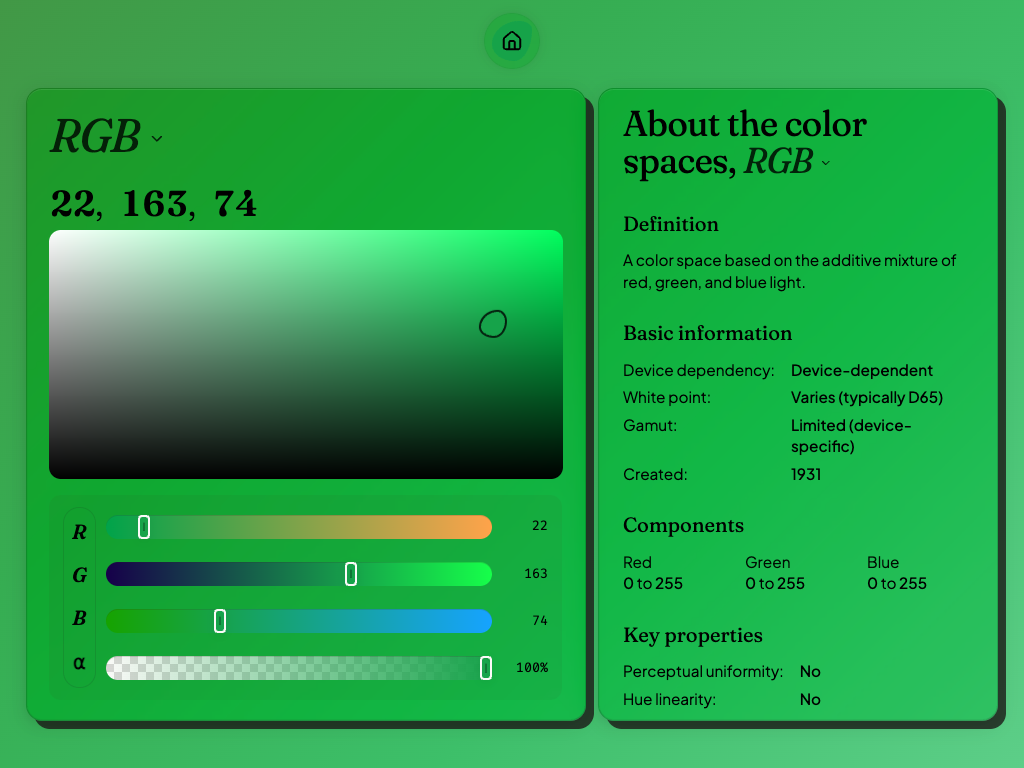 RGB
22, 163, 74
R 22
G 163
B 74
α 100%
About the color
spaces, RGB
Definition
A color space based on the additive mixture of
red, green, and blue light.
Basic information
Device dependency: Device-dependent
White point: Varies (typically D65)
Gamut: Limited (device-
specific)
Created: 1931
Components
Red Green Blue
0 to 255 0 to 255 0 to 255
Key properties
Perceptual uniformity: No
Hue linearity: No